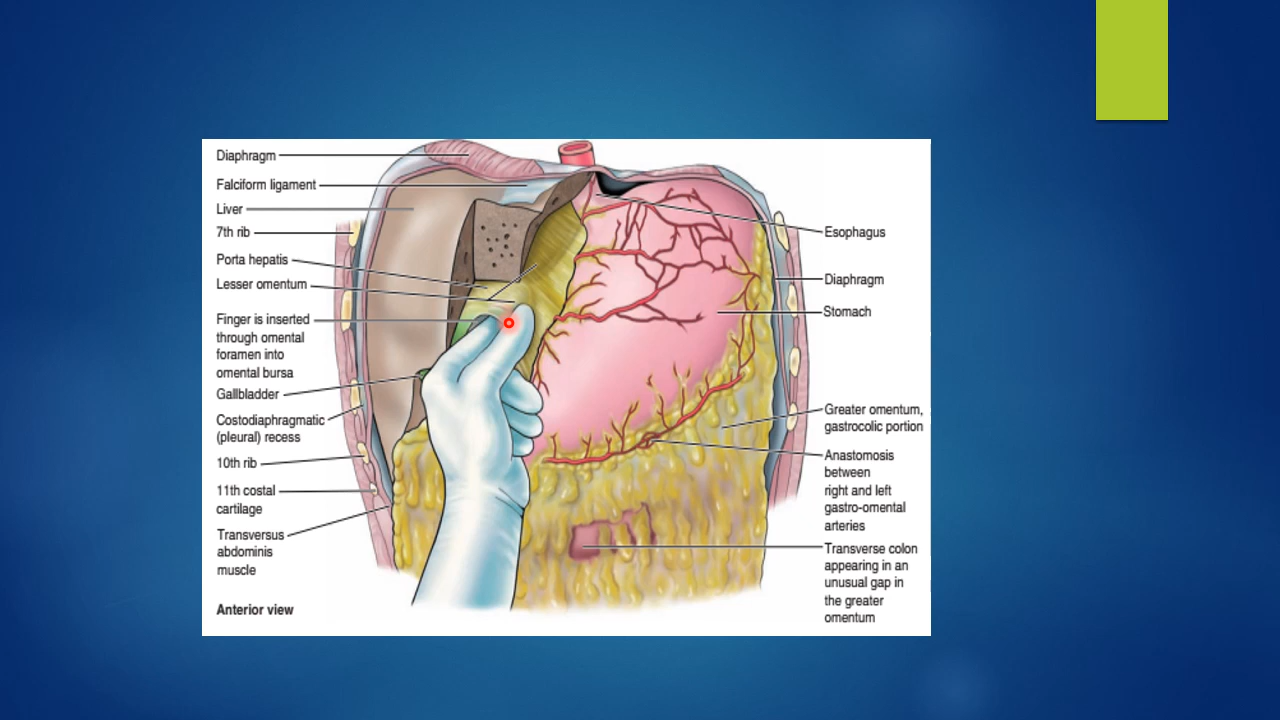 Diaphragm
Falciform ligament
Liver
7th rib
Porta hepatis
Lesser omentum
Finger is inserted
through omental
foramen into
omental bursa
Gallbladder
Costodiaphragmatic
(pleural) recess
10th rib
11th costal
cartilage
Transversus
abdominis
muscle
Anterior view
Esophagus
Diaphragm
Stomach
Greater omentum,
gastrocolic portion
Anastomosis
between
right and left
gastro-omental
arteries
Transverse colon
appearing in an
unusual gap in
the greater
omentum